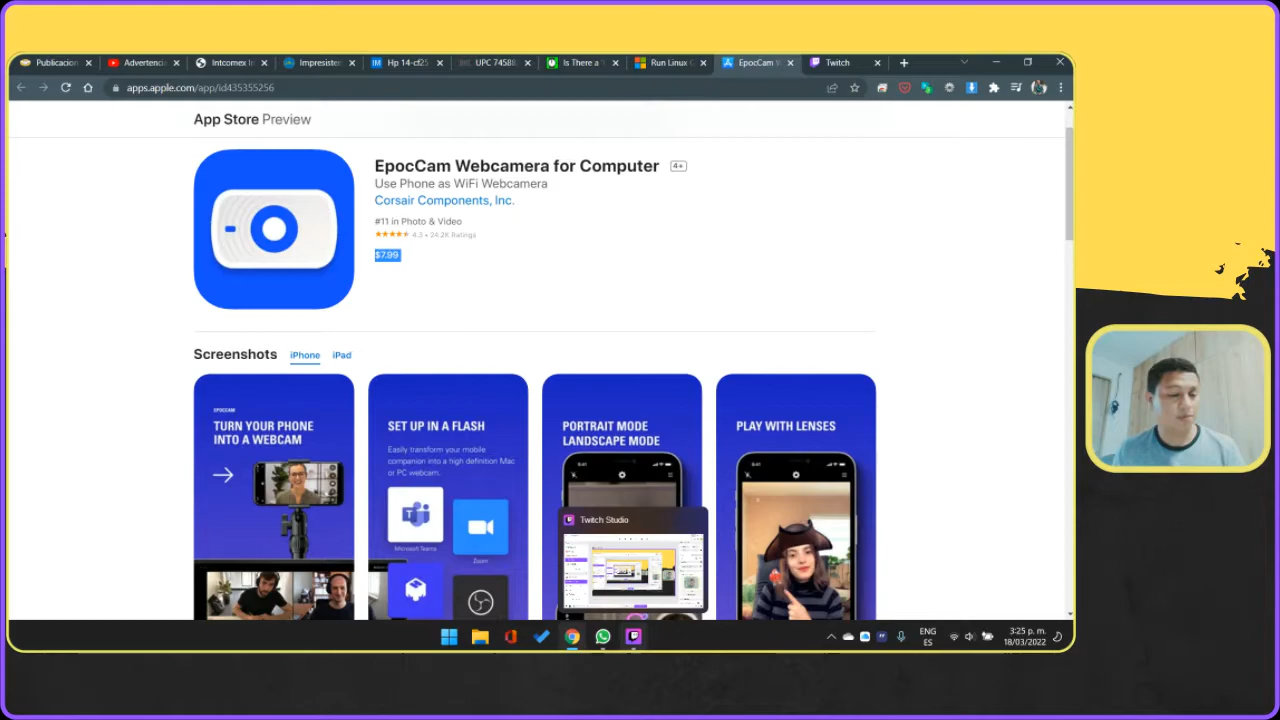 Publicacion
Advertencia
Intcomex In
Impresister
Hp 14-cf25
UPC 74588
Is There a
Run Linux
EpocCam W
Twitch
apps.apple.com/app/id435355256
App Store Preview
EpocCam Webcamera for Computer 4+
Use Phone as WiFi Webcamera
Corsair Components, Inc.
#11 in Photo & Video
4.3 • 24.2K Ratings
$7.99
Screenshots iPhone iPad
EPOCCAM
TURN YOUR PHONE
INTO A WEBCAM
SET UP IN A FLASH
Easily transform your mobile
companion into a high definition Mac
or PC webcam.
Microsoft Teams
Zoom
PORTRAIT MODE
LANDSCAPE MODE
PLAY WITH LENSES
Twitch Studio
ENG
ES
3:25 p. m.
18/03/2022